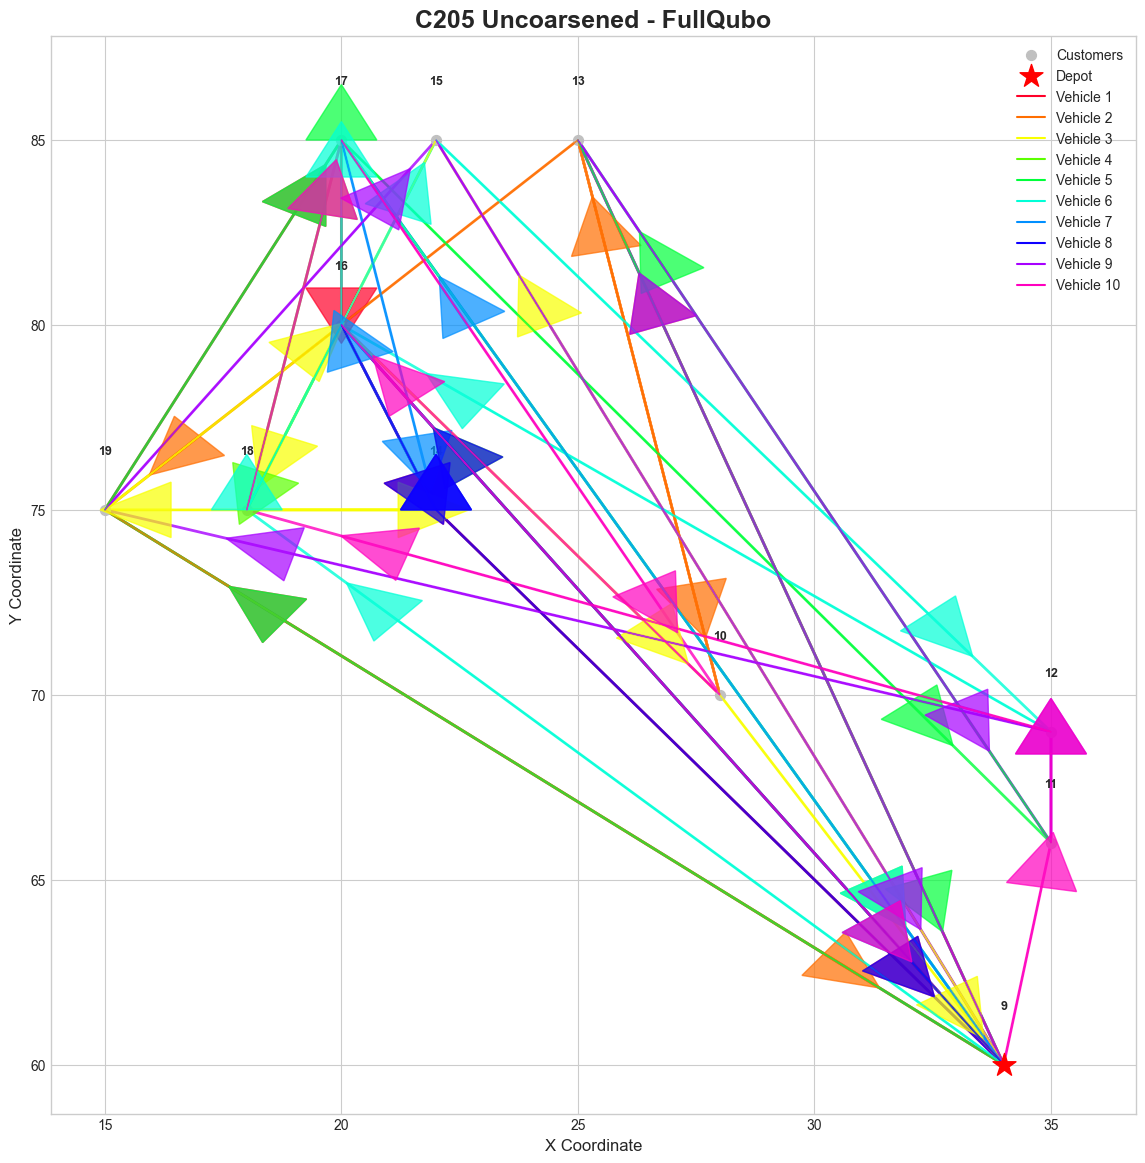 C205 Uncoarsened - FullQubo
Customers
Depot
Vehicle 1
Vehicle 2
Vehicle 3
Vehicle 4
Vehicle 5
Vehicle 6
Vehicle 7
Vehicle 8
Vehicle 9
Vehicle 10
17
15
13
16
19
18
10
12
11
9
85
80
75
70
65
60
Y Coordinate
15
20
25
30
35
X Coordinate